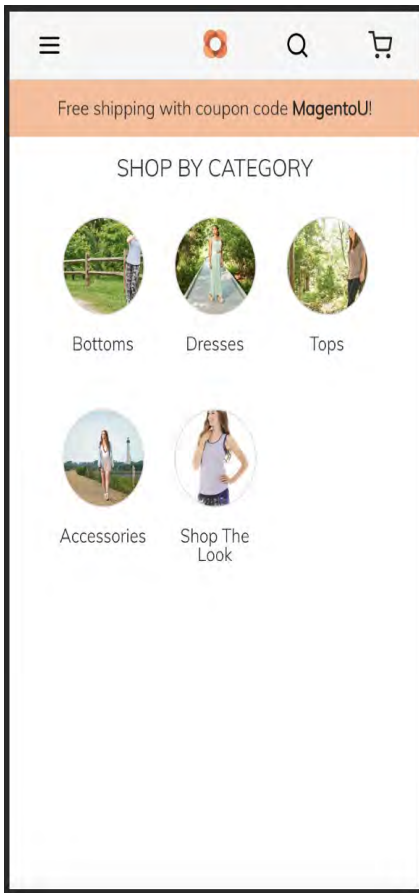 Free shipping with coupon code MagentoU!
SHOP BY CATEGORY
Bottoms
Dresses
Tops
Accessories
Shop The
Look